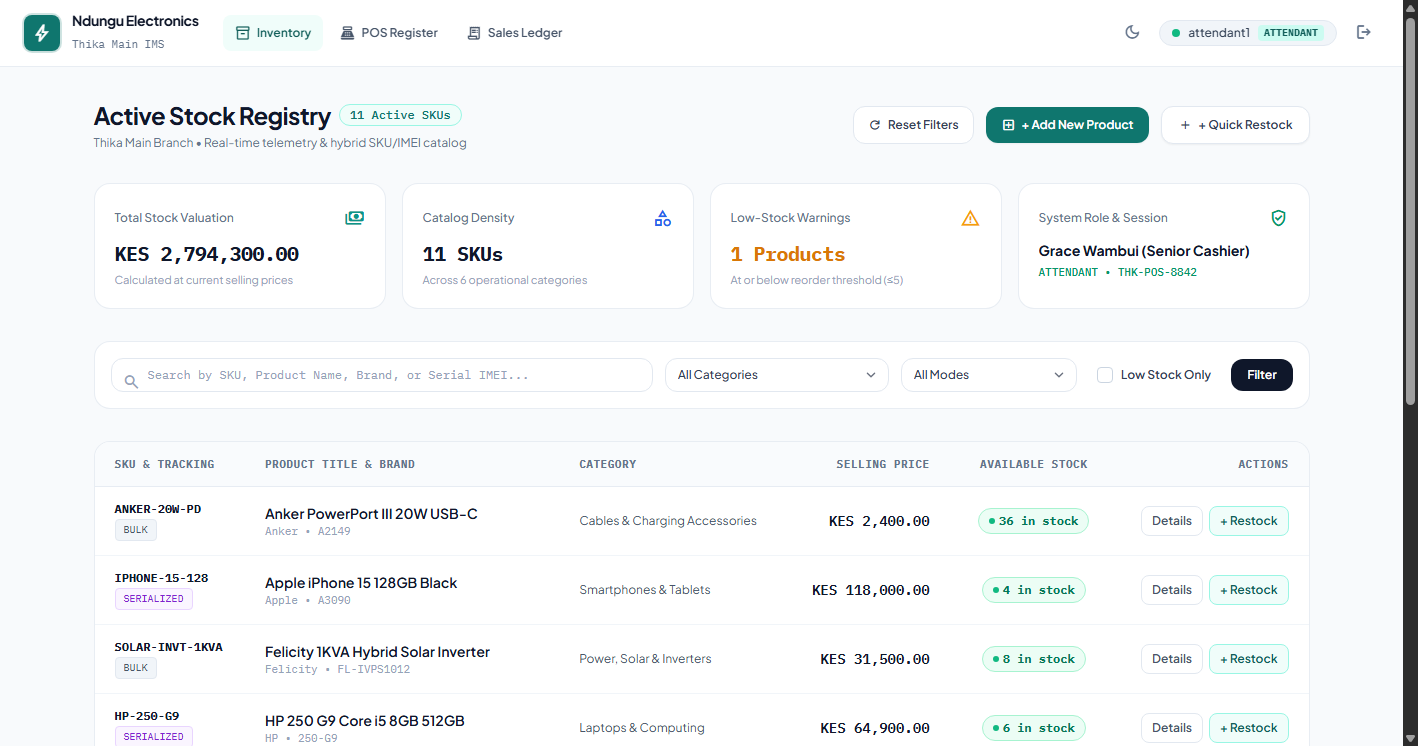 Ndungu Electronics
Thika Main IMS
Inventory
POS Register
Sales Ledger
attendant1 ATTENDANT
Active Stock Registry 11 Active SKUs
Thika Main Branch • Real-time telemetry & hybrid SKU/IMEI catalog
Reset Filters
+ Add New Product
+ + Quick Restock
Total Stock Valuation
KES 2,794,300.00
Calculated at current selling prices
Catalog Density
11 SKUs
Across 6 operational categories
Low-Stock Warnings
1 Products
At or below reorder threshold (≤5)
System Role & Session
Grace Wambui (Senior Cashier)
ATTENDANT • THK-POS-8842
Search by SKU, Product Name, Brand, or Serial IMEI...
All Categories
All Modes
Low Stock Only
Filter
SKU & TRACKING PRODUCT TITLE & BRAND CATEGORY SELLING PRICE AVAILABLE STOCK ACTIONS
ANKER-20W-PD
BULK
Anker PowerPort III 20W USB-C
Anker • A2149
Cables & Charging Accessories
KES 2,400.00
36 in stock
Details
+ Restock
IPHONE-15-128
SERIALIZED
Apple iPhone 15 128GB Black
Apple • A3090
Smartphones & Tablets
KES 118,000.00
4 in stock
Details
+ Restock
SOLAR-INVT-1KVA
BULK
Felicity 1KVA Hybrid Solar Inverter
Felicity • FL-IVPS1012
Power, Solar & Inverters
KES 31,500.00
8 in stock
Details
+ Restock
HP-250-G9
SERIALIZED
HP 250 G9 Core i5 8GB 512GB
HP • 250-G9
Laptops & Computing
KES 64,900.00
6 in stock
Details
+ Restock